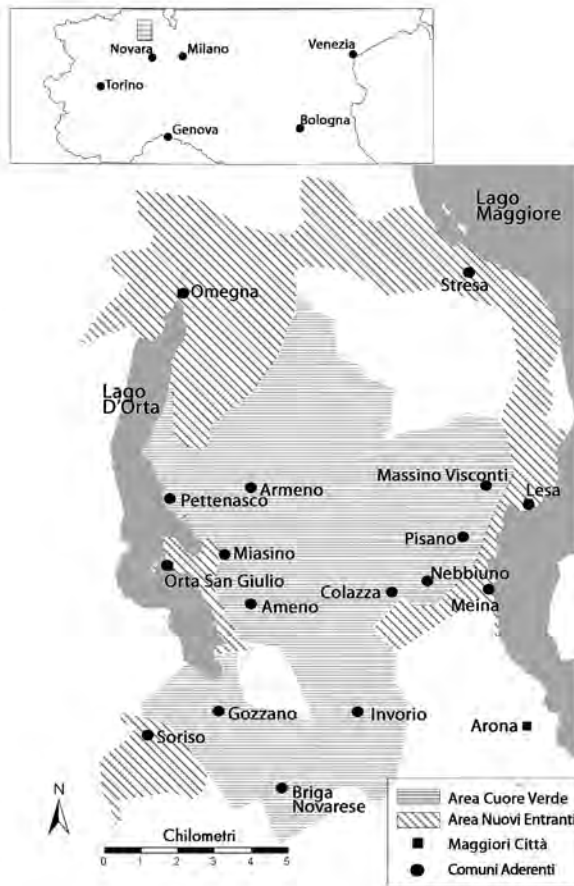 Novara
Milano
Venezia
Torino
Genova
Bologna
Lago
Maggiore
Stresa
Omegna
Lago
D'Orta
Massino Visconti
Armeno
Lesa
Pettenasco
Pisano
Miasino
Orta San Giulio
Nebbiuno
Colazza
Meina
Ameno
Gozzano
Invorio
Arona
Soriso
Briga
Novarese
N
Chilometri
0 1 2 3 4 5
Area Cuore Verde
Area Nuovi Entranti
Maggiori Città
Comuni Aderenti